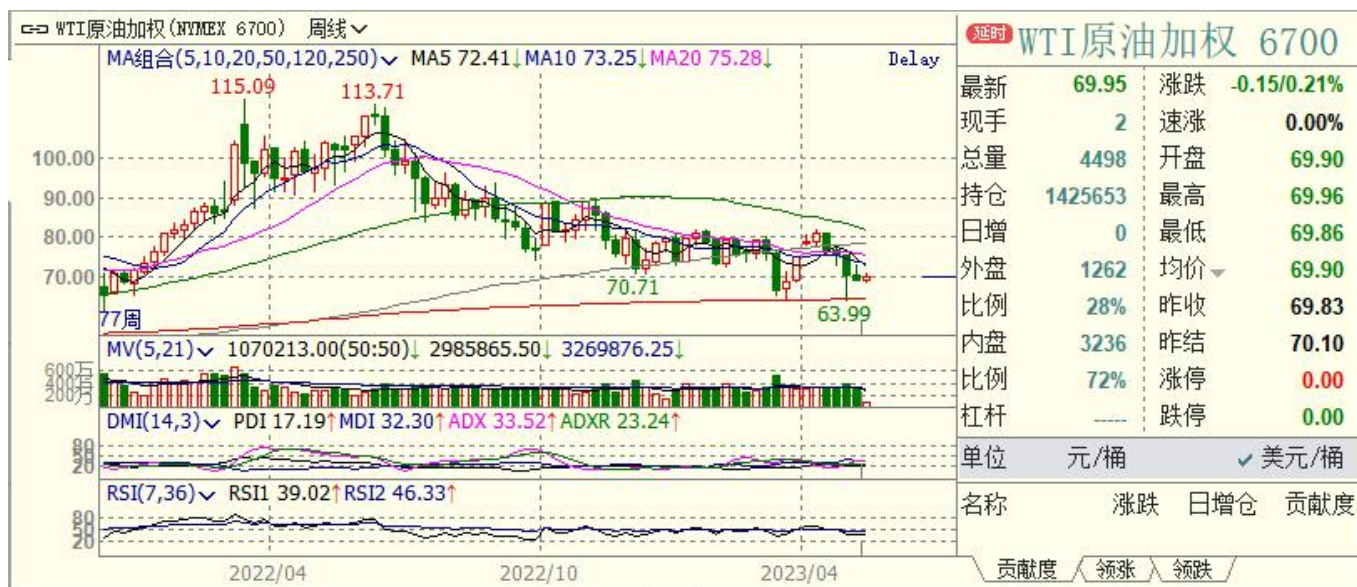 WTI原油加权(NYMEX 6700) 周线
MA组合(5,10,20,50,120,250) MA5 72.41↓ MA10 73.25↓ MA20 75.28↓ Delay
115.09
113.71
100.00
90.00
80.00
70.00
70.71
63.99
77周
MV(5,21) 1070213.00(50:50)↓ 2985865.50↓ 3269876.25↓
600万
400万
200万
DMI(14,3) PDI 17.19↑ MDI 32.30↑ ADX 33.52↑ ADXR 23.24↑
80
20
RSI(7,36) RSI1 39.02↑ RSI2 46.33↑
80
20
2022/04 2022/10 2023/04
延时 WTI原油加权 6700
最新 69.95 涨跌 -0.15/0.21%
现手 2 速涨 0.00%
总量 4498 开盘 69.90
持仓 1425653 最高 69.96
日增 0 最低 69.86
外盘 1262 均价 69.90
比例 28% 昨收 69.83
内盘 3236 昨结 70.10
比例 72% 涨停 0.00
杠杆 ----- 跌停 0.00
单位 元/桶 ✓ 美元/桶
名称 涨跌 日增仓 贡献度
贡献度 领涨 领跌